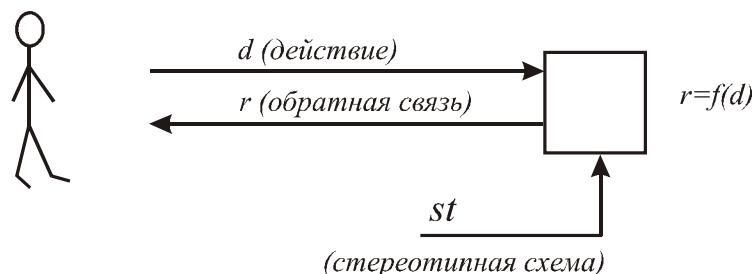 d (действие)
r (обратная связь)
r=f(d)
st
(стереотипная схема)